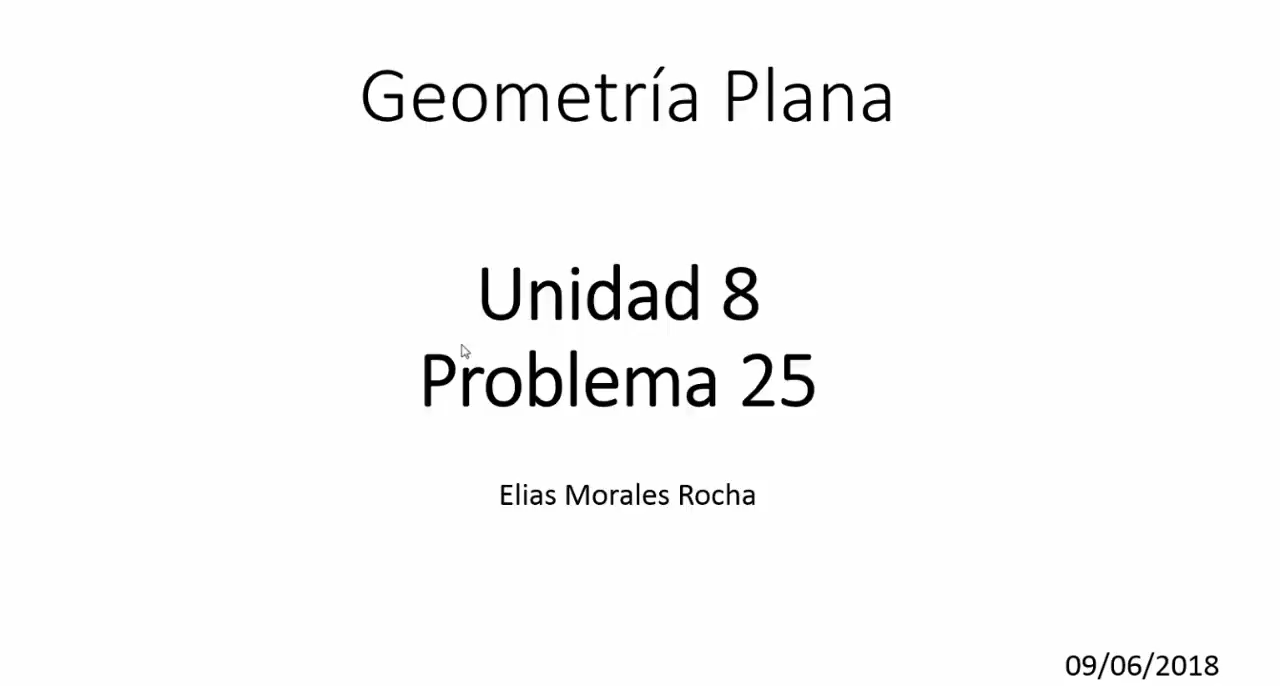 Geometría Plana
Unidad 8
Problema 25
Elias Morales Rocha
09/06/2018